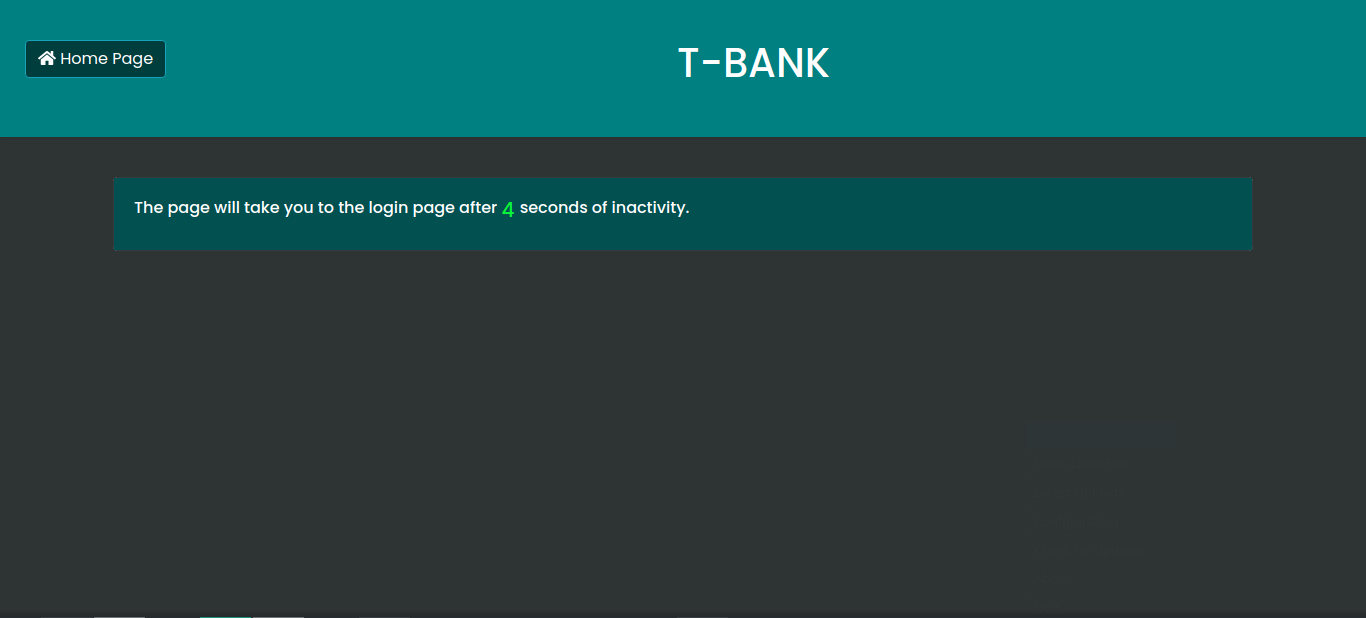 Home Page
T-BANK
The page will take you to the login page after 4 seconds of inactivity.